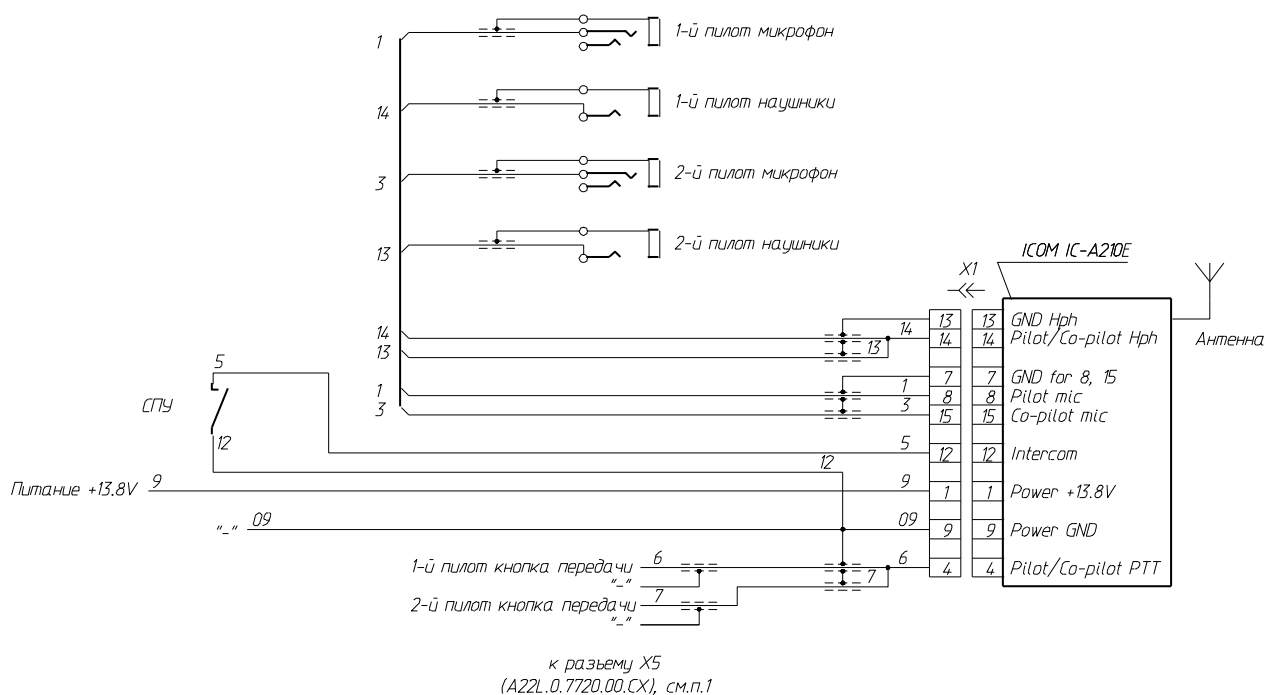 1 1-й пилот микрофон
14 1-й пилот наушники
3 2-й пилот микрофон
13 2-й пилот наушники
ICOM IC-A210E
X1
Антенна
14
13
14
13
13 13 GND Hph
14 14 Pilot/Co-pilot Hph
1
3
1
3
7 7 GND for 8, 15
8 8 Pilot mic
15 15 Co-pilot mic
5
СПУ
12
5
12 12 Intercom
12
Питание +13.8V 9
9
1 1 Power +13.8V
"-" 09
09
9 9 Power GND
1-й пилот кнопка передачи 6
"-"
6
7
4 4 Pilot/Co-pilot PTT
2-й пилот кнопка передачи 7
"-"
к разъему X5
(A22L.0.7720.00.СХ), см.п.1